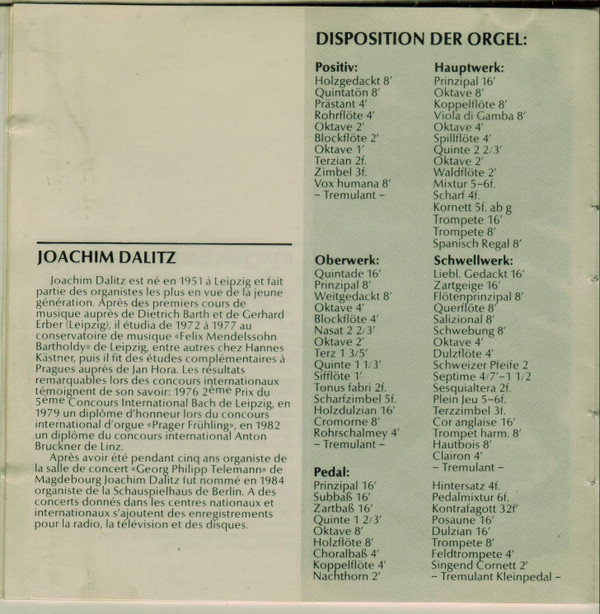 JOACHIM DALITZ
Joachim Dalitz est né en 1951 à Leipzig et fait
partie des organistes les plus en vue de la jeune
génération. Après des premiers cours de
musique auprès de Dietrich Barth et de Gerhard
Erber (Leipzig), il étudia de 1972 à 1977 au
conservatoire de musique «Felix Mendelssohn
Bartholdy» de Leipzig, entre autres chez Hannes
Kästner, puis il fit des études complémentaires à
Pragues auprès de Jan Hora. Les résultats
remarquables lors des concours internationaux
témoignent de son savoir: 1976 2ème Prix du
5ème Concours International Bach de Leipzig, en
1979 un diplôme d'honneur lors du concours
international d'orgue «Prager Frühling», en 1982
un diplôme du concours international Anton
Bruckner de Linz.
Après avoir été pendant cinq ans organiste de
la salle de concert «Georg Philipp Telemann» de
Magdebourg Joachim Dalitz fut nommé en 1984
organiste de la Schauspielhaus de Berlin. A des
concerts donnés dans les centres nationaux et
internationaux s'ajoutent des enregistrements
pour la radio, la télévision et des disques.
DISPOSITION DER ORGEL:
Positiv:
Holzgedackt 8'
Quintatön 8'
Prästant 4'
Rohrflöte 4'
Oktave 2'
Blockflöte 2'
Oktave 1'
Terzian 2f.
Zimbel 3f.
Vox humana 8'
– Tremulant –
Hauptwerk:
Prinzipal 16'
Oktave 8'
Koppelflöte 8'
Viola di Gamba 8'
Oktave 4'
Spillflöte 4'
Quinte 2 2/3'
Oktave 2'
Waldflöte 2'
Mixtur 5–6f.
Scharf 4f.
Kornett 5f. ab g
Trompete 16'
Trompete 8'
Spanisch Regal 8'
Oberwerk:
Quintade 16'
Prinzipal 8'
Weitgedackt 8'
Oktave 4'
Blockflöte 4'
Nasat 2 2/3'
Oktave 2'
Terz 1 3/5'
Quinte 1 1/3'
Sifflöte 1'
Tonus fabri 2f.
Scharfzimbel 5f.
Holzdulzian 16'
Cromorne 8'
Rohrschalmey 4'
– Tremulant –
Schwellwerk:
Liebl. Gedackt 16'
Zartgeige 16'
Flötenprinzipal 8'
Querflöte 8'
Salizional 8'
Schwebung 8'
Oktave 4'
Dulzflöte 4'
Schweizer Pfeife 2
Septime 4/7'–1 1/2
Sesquialtera 2f.
Plein Jeu 5–6f.
Terzzimbel 3f.
Cor anglaise 16'
Trompet harm. 8'
Hautbois 8'
Clairon 4'
– Tremulant –
Pedal:
Prinzipal 16'
Subbaß 16'
Zartbaß 16'
Quinte 1 2/3'
Oktave 8'
Holzflöte 8'
Choralbaß 4'
Koppelflöte 4'
Nachthorn 2'
Hintersatz 4f.
Pedalmixtur 6f.
Kontrafagott 32f'
Posaune 16'
Dulzian 16'
Trompete 8'
Feldtrompete 4'
Singend Cornett 2'
– Tremulant Kleinpedal –